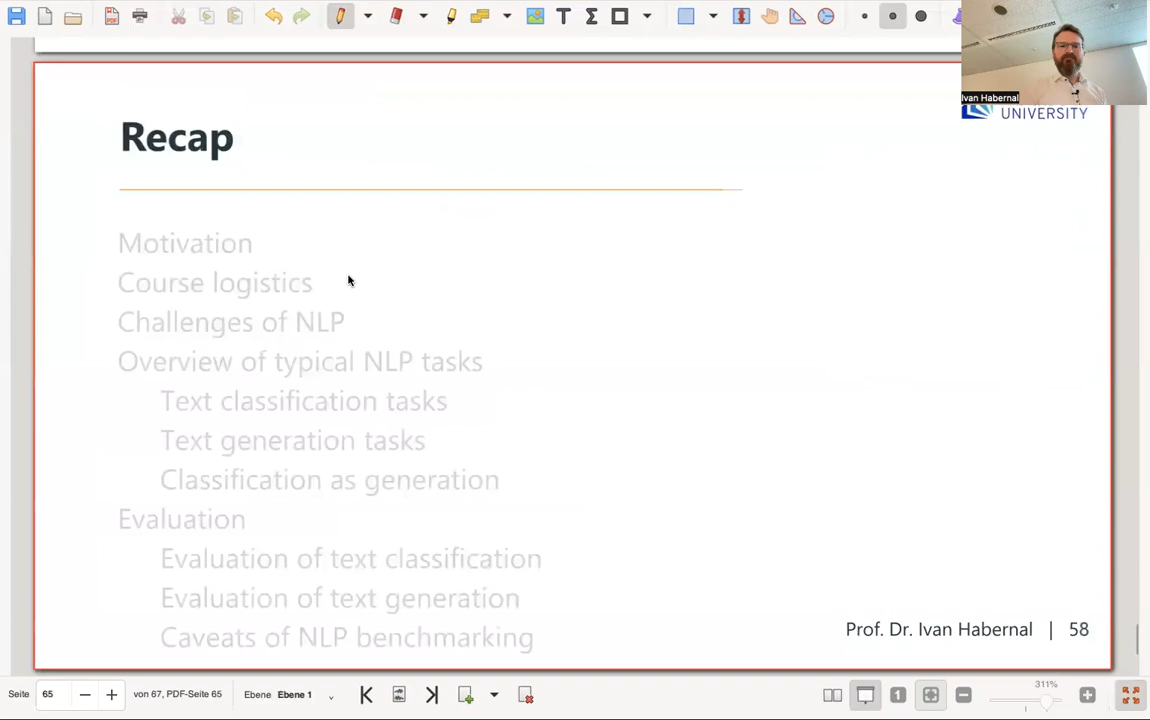 Ivan Habernal
UNIVERSITY
Recap
Motivation
Course logistics
Challenges of NLP
Overview of typical NLP tasks
Text classification tasks
Text generation tasks
Classification as generation
Evaluation
Evaluation of text classification
Evaluation of text generation
Caveats of NLP benchmarking
Prof. Dr. Ivan Habernal | 58
Seite 65 von 67, PDF-Seite 65 Ebene Ebene 1 311%